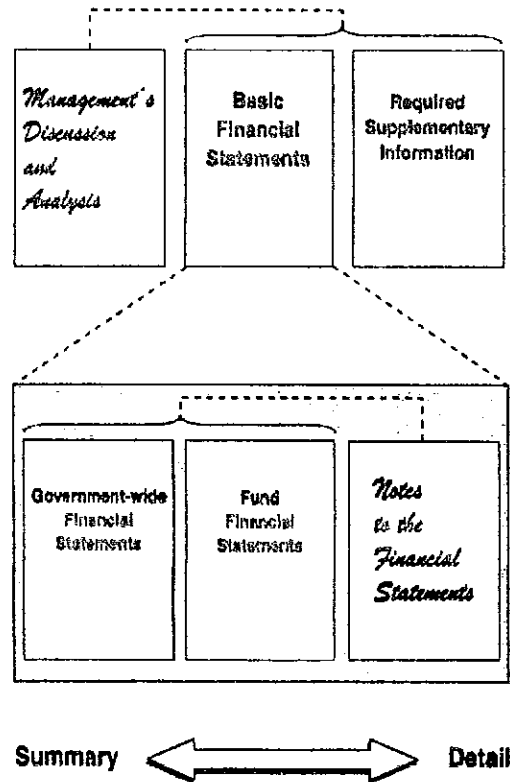 Management's
Discussion
and
Analysis
Basic
Financial
Statements
Required
Supplementary
Information
Government-wide
Financial
Statements
Fund
Financial
Statements
Notes
to the
Financial
Statements
Summary
Detail